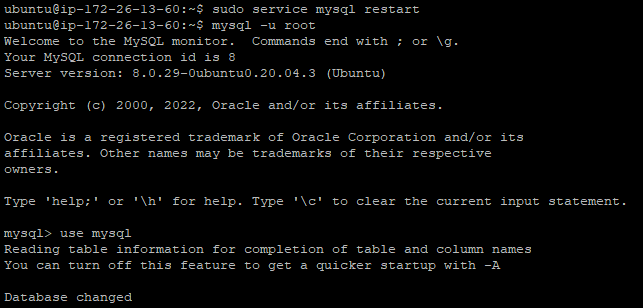 ubuntu@ip-172-26-13-60:~$ sudo service mysql restart
ubuntu@ip-172-26-13-60:~$ mysql -u root
Welcome to the MySQL monitor.  Commands end with ; or \g.
Your MySQL connection id is 8
Server version: 8.0.29-0ubuntu0.20.04.3 (Ubuntu)

Copyright (c) 2000, 2022, Oracle and/or its affiliates.

Oracle is a registered trademark of Oracle Corporation and/or its
affiliates. Other names may be trademarks of their respective
owners.

Type 'help;' or '\h' for help. Type '\c' to clear the current input statement.

mysql> use mysql
Reading table information for completion of table and column names
You can turn off this feature to get a quicker startup with -A

Database changed